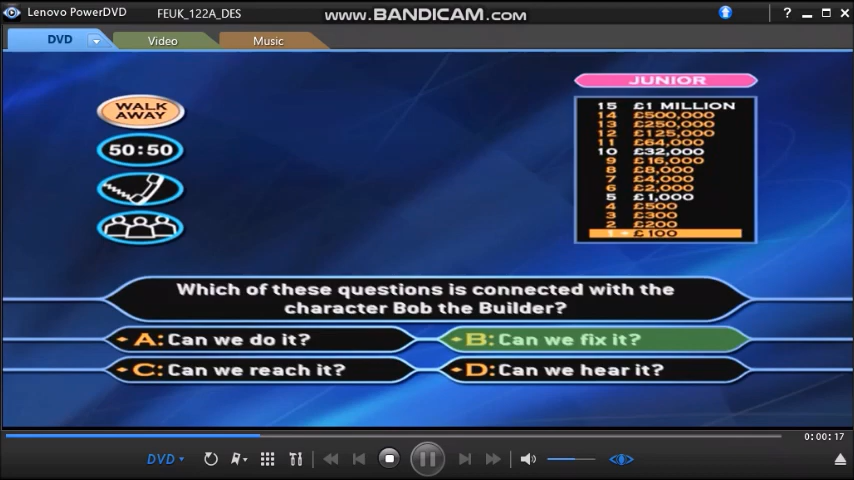 Lenovo PowerDVD
FEUK_122A_DES
www.BANDICAM.com
?
DVD
Video
Music
WALK AWAY
50:50
JUNIOR
15 £1 MILLION
14 £500,000
13 £250,000
12 £125,000
11 £64,000
10 £32,000
9 £16,000
8 £8,000
7 £4,000
6 £2,000
5 £1,000
4 £500
3 £300
2 £200
1 £100
Which of these questions is connected with the
character Bob the Builder?
A: Can we do it?
B: Can we fix it?
C: Can we reach it?
D: Can we hear it?
0:00:17
DVD